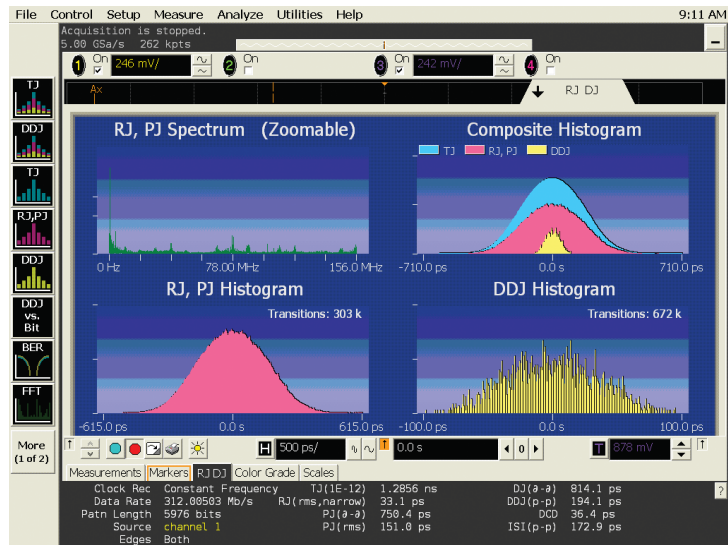 File Control Setup Measure Analyze Utilities Help 9:11 AM
Acquisition is stopped.
5.00 GSa/s 262 kpts
1 On 246 mV/ 2 On 3 On 242 mV/ 4 On
Ax RJ DJ
TJ
DDJ
TJ
RJ,PJ
DDJ
DDJ
vs.
Bit
BER
FFT
More
(1 of 2)
RJ, PJ Spectrum (Zoomable)
0 Hz 78.00 MHz 156.0 MHz
Composite Histogram
TJ RJ, PJ DDJ
-710.0 ps 0.0 s 710.0 ps
RJ, PJ Histogram
Transitions: 303 k
-615.0 ps 0.0 s 615.0 ps
DDJ Histogram
Transitions: 672 k
-100.0 ps 0.0 s 100.0 ps
H 500 ps/ 0.0 s 0 T 878 mV
Measurements Markers RJ DJ Color Grade Scales
?
Clock Rec Constant Frequency TJ(1E-12) 1.2856 ns DJ(∂-∂) 814.1 ps
Data Rate 312.00503 Mb/s RJ(rms,narrow) 33.1 ps DDJ(p-p) 194.1 ps
Patn Length 5976 bits PJ(∂-∂) 750.4 ps DCD 36.4 ps
Source channel 1 PJ(rms) 151.0 ps ISI(p-p) 172.9 ps
Edges Both